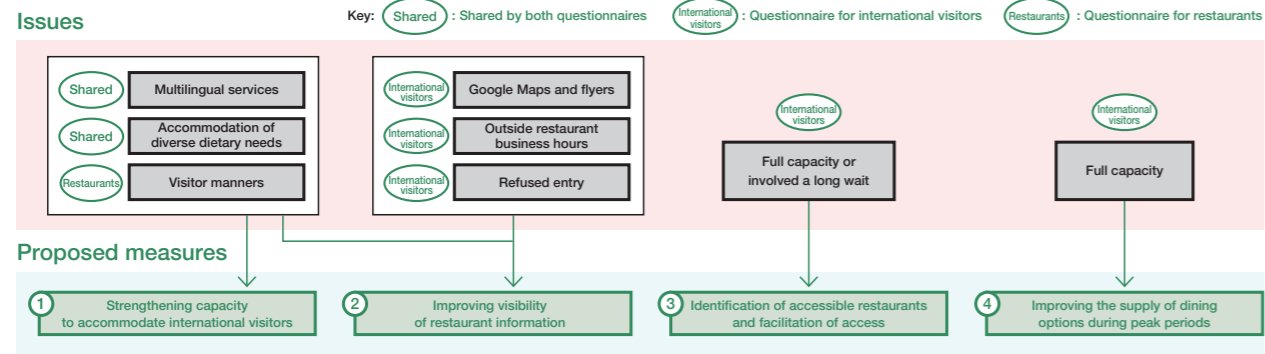 Issues
Key: Shared : Shared by both questionnaires International visitors : Questionnaire for international visitors Restaurants : Questionnaire for restaurants
Shared
Multilingual services
Shared
Accommodation of
diverse dietary needs
Restaurants
Visitor manners
International
visitors
Google Maps and flyers
International
visitors
Outside restaurant
business hours
International
visitors
Refused entry
International
visitors
Full capacity or
involved a long wait
International
visitors
Full capacity
Proposed measures
1
Strengthening capacity
to accommodate international visitors
2
Improving visibility
of restaurant information
3
Identification of accessible restaurants
and facilitation of access
4
Improving the supply of dining
options during peak periods